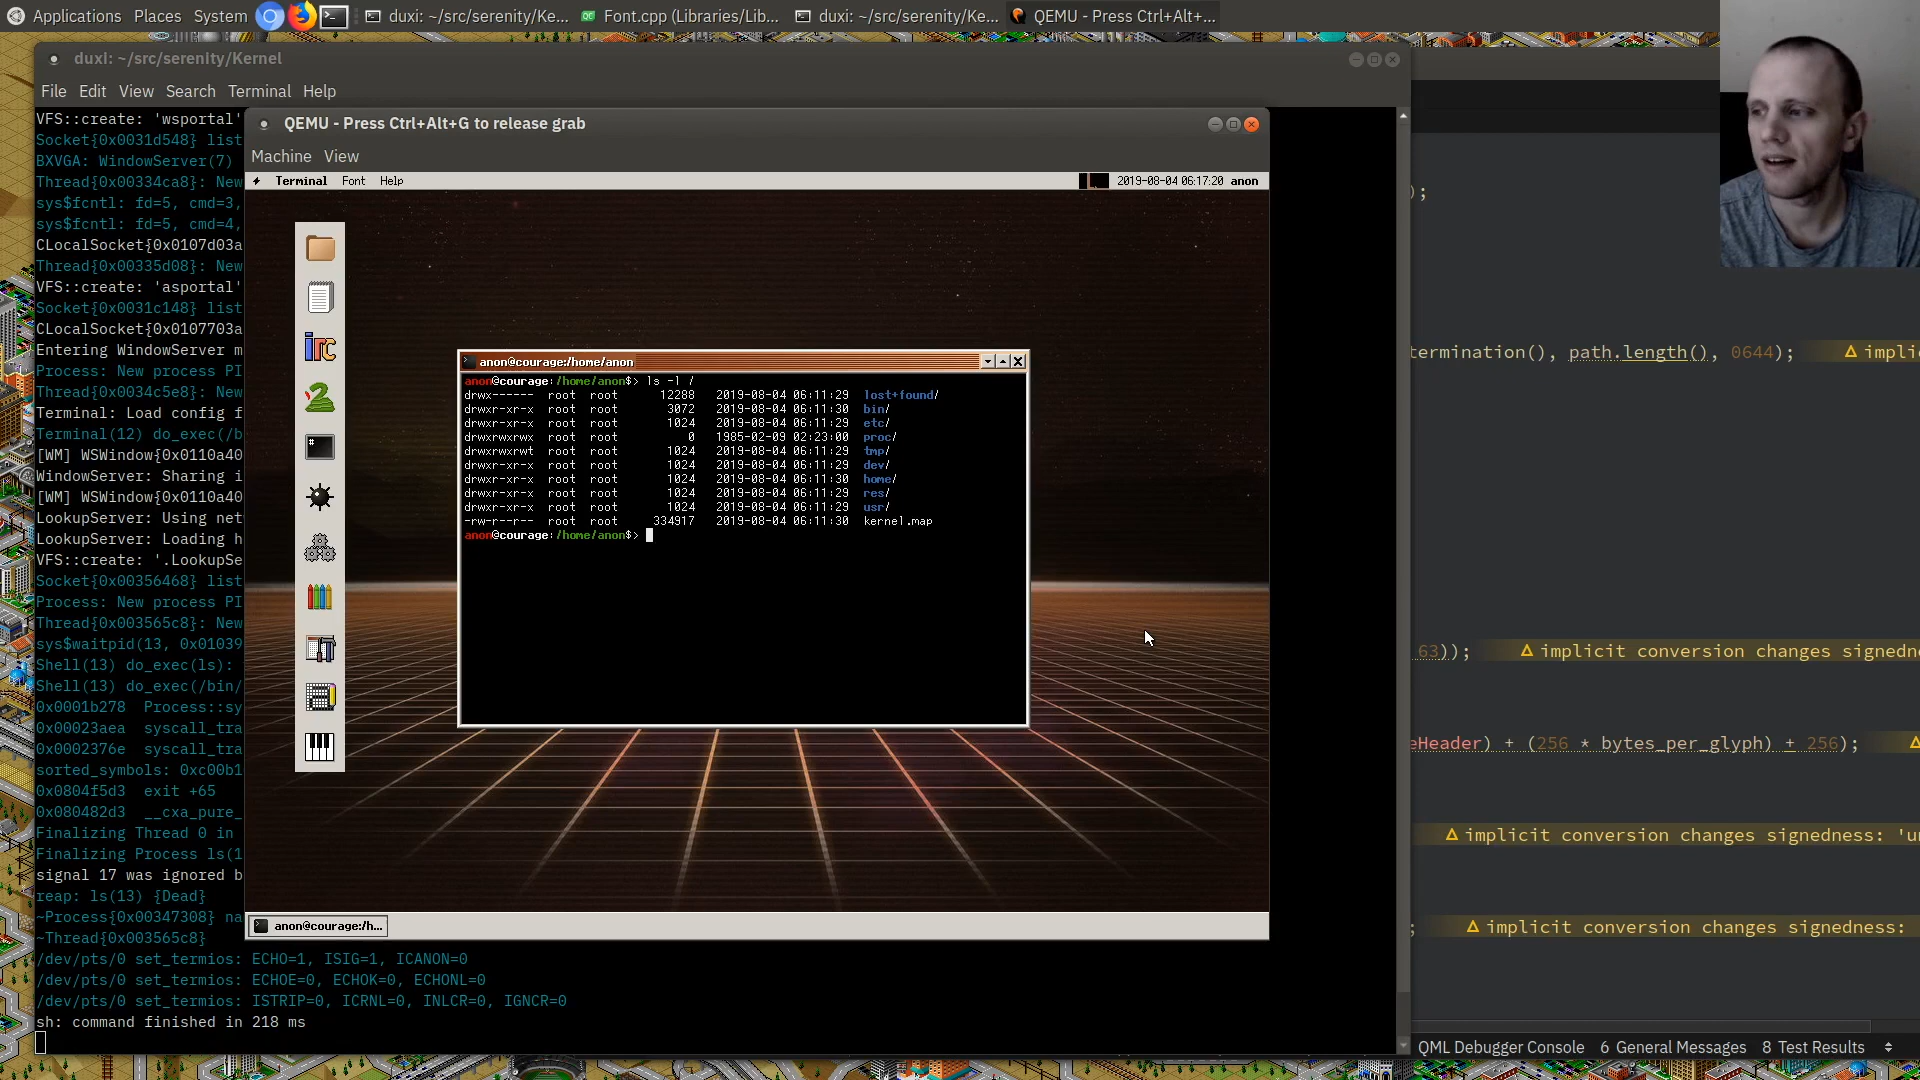 Applications Places System duxi: ~/src/serenity/Ke... Font.cpp (Libraries/Lib... duxi: ~/src/serenity/Ke... QEMU - Press Ctrl+Alt+...
duxi: ~/src/serenity/Kernel
File Edit View Search Terminal Help
VFS::create: 'wsportal'
Socket{0x0031d548} list
BXVGA: WindowServer(7)
Thread{0x00334ca8}: New
sys$fcntl: fd=5, cmd=3,
sys$fcntl: fd=5, cmd=4,
CLocalSocket{0x0107d03a
Thread{0x00335d08}: New
VFS::create: 'asportal'
Socket{0x0031c148} list
CLocalSocket{0x0107703a
Entering WindowServer m
Process: New process PI
Thread{0x0034c5e8}: New
Terminal: Load config f
Terminal(12) do_exec(/b
[WM] WSWindow{0x0110a40
WindowServer: Sharing i
[WM] WSWindow{0x0110a40
LookupServer: Using net
LookupServer: Loading h
VFS::create: '.LookupSe
Socket{0x00356468} list
Process: New process PI
Thread{0x003565c8}: New
sys$waitpid(13, 0x01039
Shell(13) do_exec(ls):
Shell(13) do_exec(/bin/
0x0001b278  Process::sy
0x00023aea  syscall_tra
0x0002376e  syscall_tra
sorted_symbols: 0xc00b1
0x0804f5d3  exit +65
0x080482d3  __cxa_pure_
Finalizing Thread 0 in
Finalizing Process ls(1
signal 17 was ignored b
reap: ls(13) {Dead}
~Process{0x00347308} na
~Thread{0x003565c8}
/dev/pts/0 set_termios: ECHO=1, ISIG=1, ICANON=0
/dev/pts/0 set_termios: ECHOE=0, ECHOK=0, ECHONL=0
/dev/pts/0 set_termios: ISTRIP=0, ICRNL=0, INLCR=0, IGNCR=0
sh: command finished in 218 ms
QEMU - Press Ctrl+Alt+G to release grab
Machine View
Terminal Font Help 2019-08-04 06:17:20 anon
irc
anon@courage:/home/anon
anon@courage:/home/anon$> ls -l /
drwx------  root  root  12288  2019-08-04 06:11:29  lost+found/
drwxr-xr-x  root  root  3072  2019-08-04 06:11:30  bin/
drwxr-xr-x  root  root  1024  2019-08-04 06:11:29  etc/
drwxrwxrwx  root  root  0  1985-02-09 02:23:00  proc/
drwxrwxrwt  root  root  1024  2019-08-04 06:11:29  tmp/
drwxr-xr-x  root  root  1024  2019-08-04 06:11:29  dev/
drwxr-xr-x  root  root  1024  2019-08-04 06:11:30  home/
drwxr-xr-x  root  root  1024  2019-08-04 06:11:29  res/
drwxr-xr-x  root  root  1024  2019-08-04 06:11:29  usr/
-rw-r--r--  root  root  334917  2019-08-04 06:11:30  kernel.map
anon@courage:/home/anon$>
anon@courage:/h...
);
termination(), path.length(), 0644); impli
63)); implicit conversion changes signedn
eHeader) + (256 * bytes_per_glyph) + 256);
implicit conversion changes signedness: 'u
; implicit conversion changes signedness:
QML Debugger Console 6 General Messages 8 Test Results